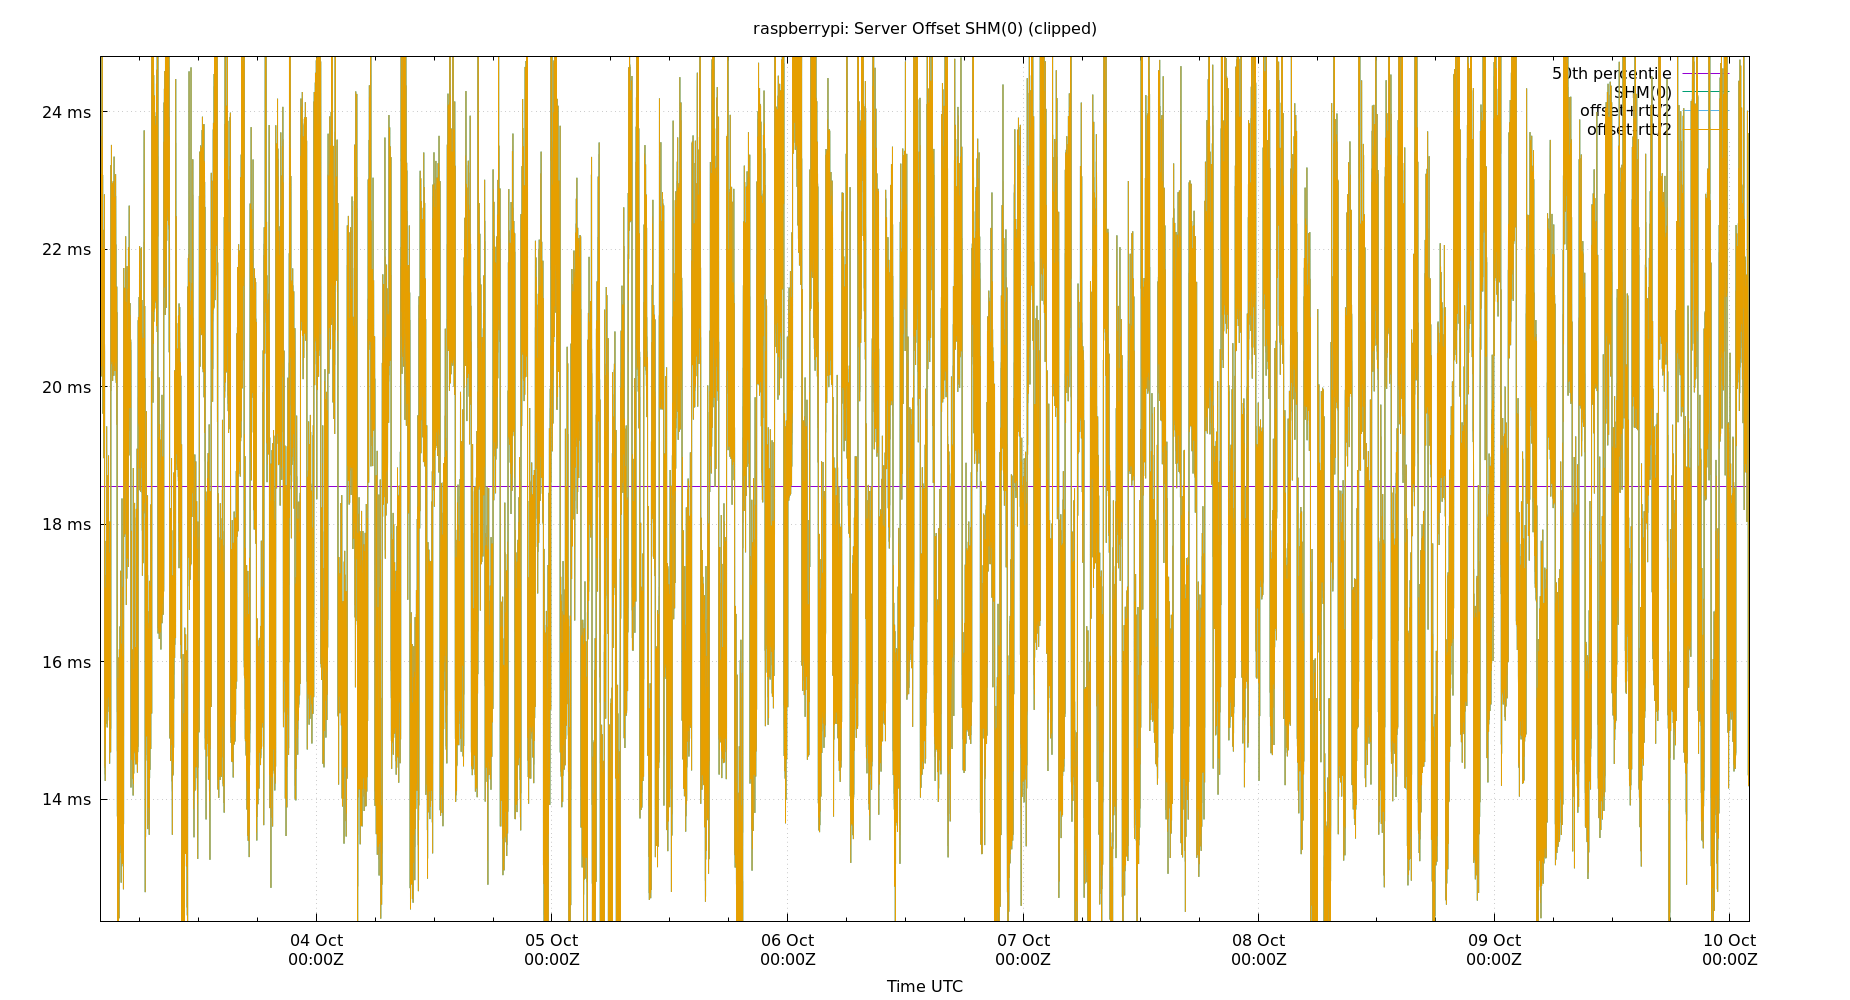 raspberrypi: Server Offset SHM(0) (clipped)
50th percentile
SHM(0)
offset+rtt/2
offset-rtt/2
24 ms
22 ms
20 ms
18 ms
16 ms
14 ms
04 Oct
00:00Z
05 Oct
00:00Z
06 Oct
00:00Z
07 Oct
00:00Z
08 Oct
00:00Z
09 Oct
00:00Z
10 Oct
00:00Z
Time UTC